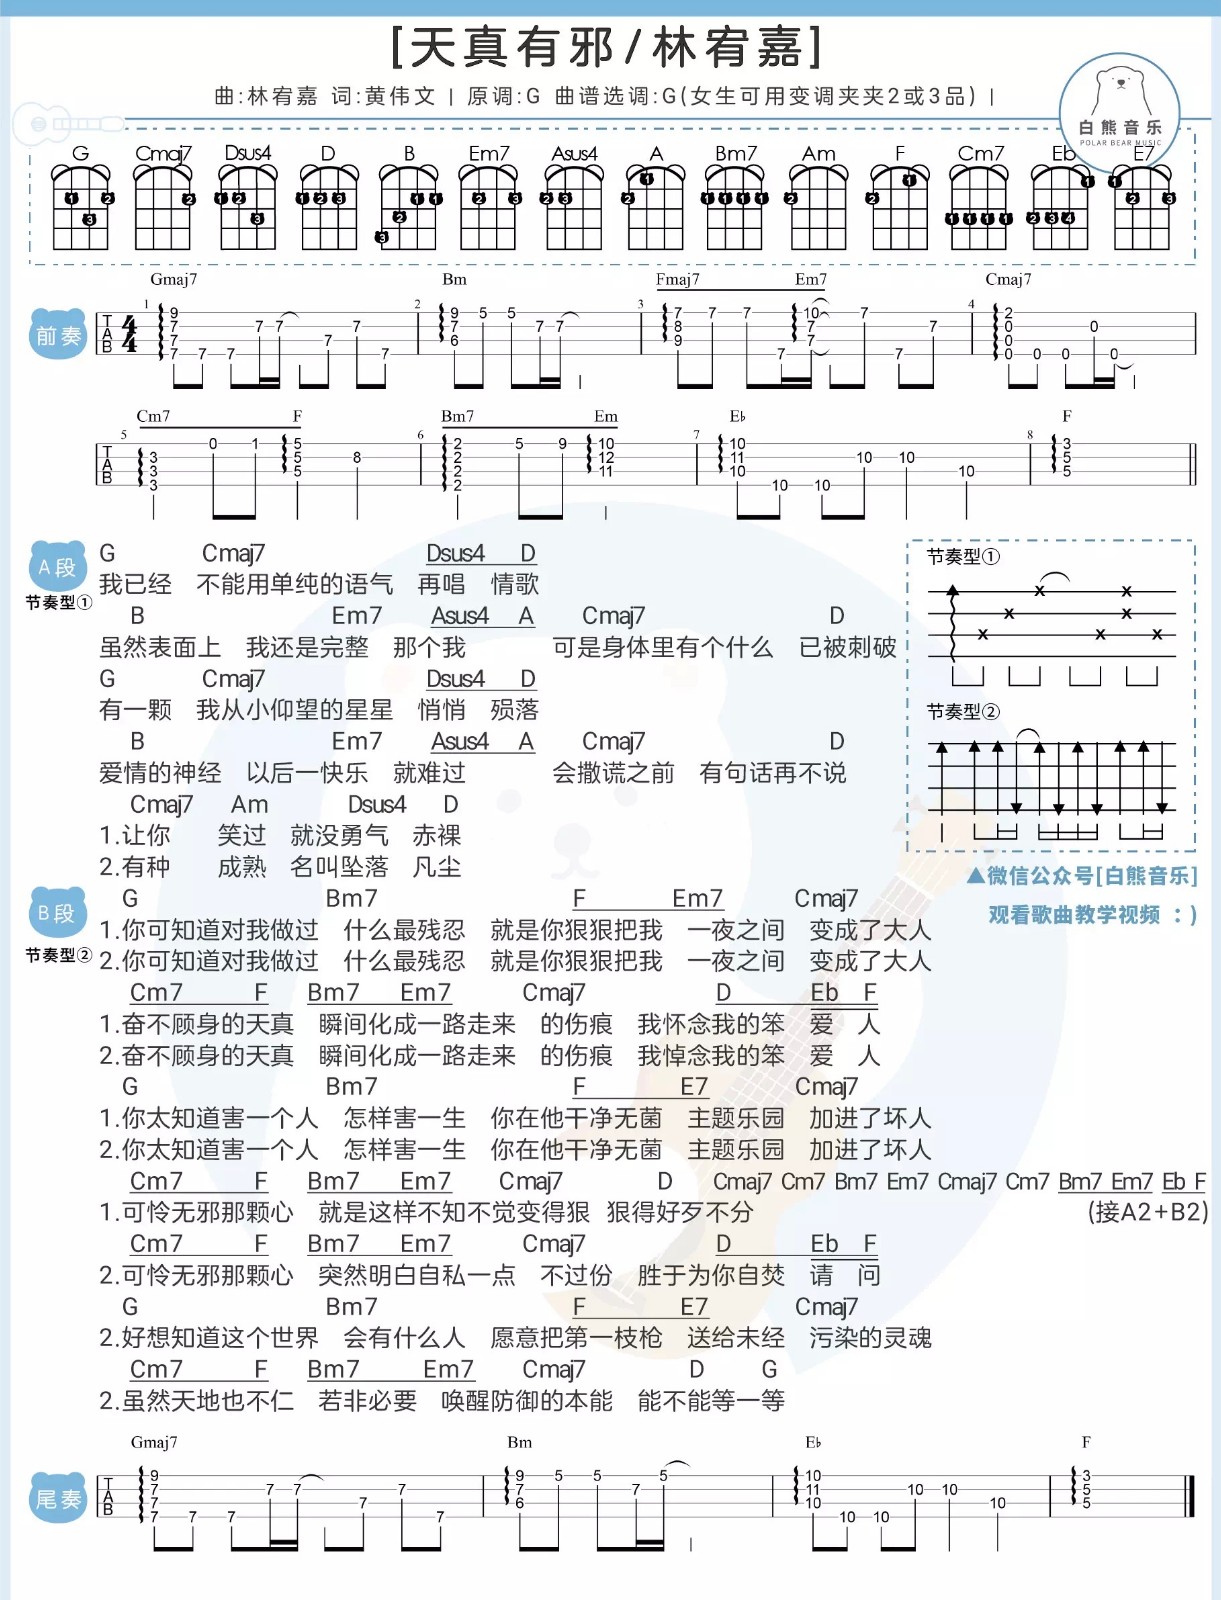 [天真有邪/林宥嘉]
曲:林宥嘉 词:黄伟文 | 原调:G 曲谱选调:G(女生可用变调夹夹2或3品) |
白熊音乐
POLAR BEAR MUSIC
G Cmaj7 Dsus4 D B Em7 Asus4 A Bm7 Am F Cm7 Eb E7
Gmaj7 Bm Fmaj7 Em7 Cmaj7
前奏
Cm7 F Bm7 Em E♭ F
A段
节奏型①
G Cmaj7 Dsus4 D
我已经 不能用单纯的语气 再唱 情歌
B Em7 Asus4 A Cmaj7 D
虽然表面上 我还是完整 那个我 可是身体里有个什么 已被刺破
G Cmaj7 Dsus4 D
有一颗 我从小仰望的星星 悄悄 殒落
B Em7 Asus4 A Cmaj7 D
爱情的神经 以后一快乐 就难过 会撒谎之前 有句话再不说
Cmaj7 Am Dsus4 D
1.让你 笑过 就没勇气 赤裸
2.有种 成熟 名叫坠落 凡尘
节奏型①
节奏型②
▲微信公众号[白熊音乐]
观看歌曲教学视频 :)
B段
节奏型②
G Bm7 F Em7 Cmaj7
1.你可知道对我做过 什么最残忍 就是你狠狠把我 一夜之间 变成了大人
2.你可知道对我做过 什么最残忍 就是你狠狠把我 一夜之间 变成了大人
Cm7 F Bm7 Em7 Cmaj7 D Eb F
1.奋不顾身的天真 瞬间化成一路走来 的伤痕 我怀念我的笨 爱 人
2.奋不顾身的天真 瞬间化成一路走来 的伤痕 我悼念我的笨 爱 人
G Bm7 F E7 Cmaj7
1.你太知道害一个人 怎样害一生 你在他干净无菌 主题乐园 加进了坏人
2.你太知道害一个人 怎样害一生 你在他干净无菌 主题乐园 加进了坏人
Cm7 F Bm7 Em7 Cmaj7 D Cmaj7 Cm7 Bm7 Em7 Cmaj7 Cm7 Bm7 Em7 Eb F
1.可怜无邪那颗心 就是这样不知不觉变得狠 狠得好歹不分 (接A2+B2)
Cm7 F Bm7 Em7 Cmaj7 D Eb F
2.可怜无邪那颗心 突然明白自私一点 不过份 胜于为你自焚 请 问
G Bm7 F E7 Cmaj7
2.好想知道这个世界 会有什么人 愿意把第一枝枪 送给未经 污染的灵魂
Cm7 F Bm7 Em7 Cmaj7 D G
2.虽然天地也不仁 若非必要 唤醒防御的本能 能不能等一等
Gmaj7 Bm E♭ F
尾奏